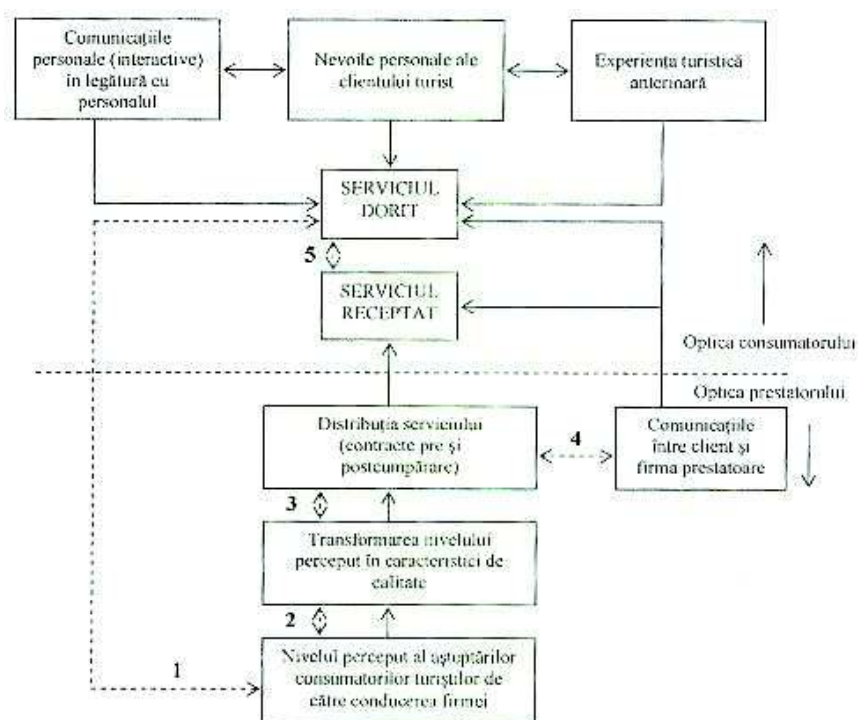 Comunicațiile
personale (interactive)
în legătură cu
personalul
Nevoile personale ale
clientului turist
Experiența turistică
anterinară
SERVICIUL
DORIT
5
SERVICIUL
RECEPTAT
Optica consumatorului
Optica prestatorului
Distribuția serviciului
(contracte pre și
postcumpărare)
4
Comunicațiile
între client și
firma prestatoare
3
Transformarea nivelului
perceput în caracteristici de
calitate
2
1
Nivelul perceput al așteptărilor
consumatorilor turiștilor de
către conducerea firmei